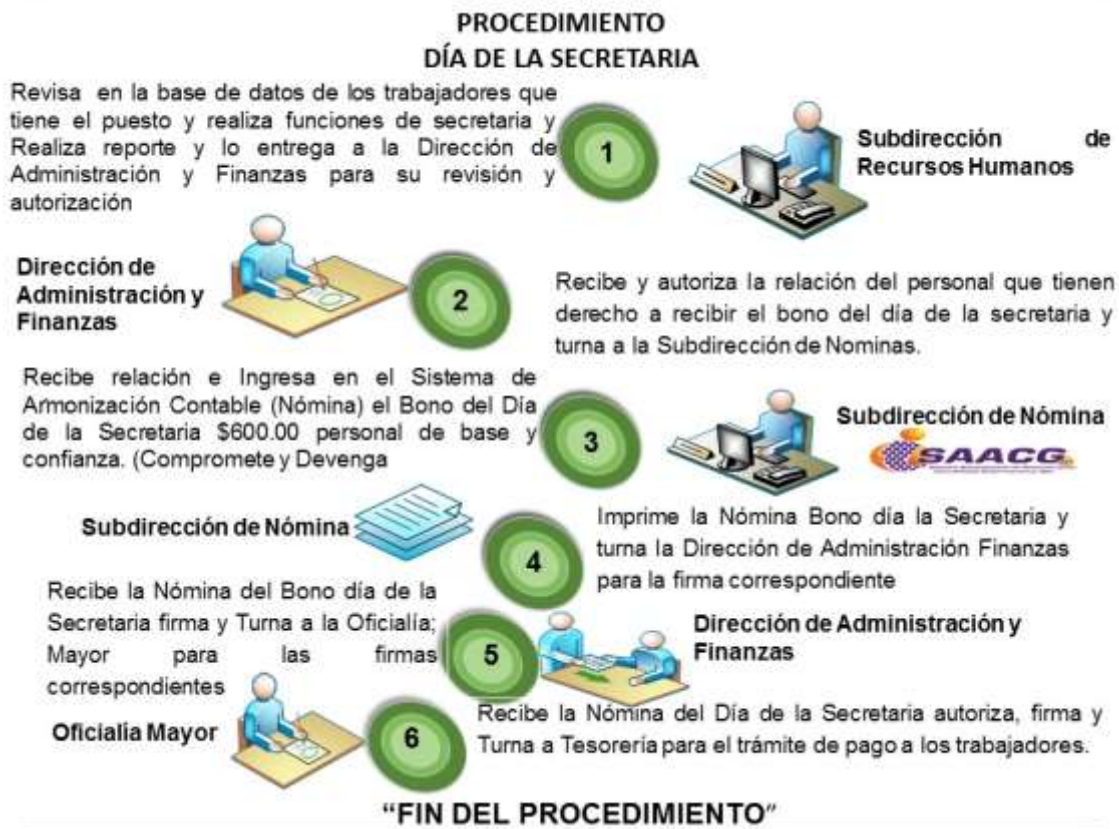 PROCEDIMIENTO
DÍA DE LA SECRETARIA
Revisa en la base de datos de los trabajadores que
tiene el puesto y realiza funciones de secretaria y
Realiza reporte y lo entrega a la Dirección de
Administración y Finanzas para su revisión y
autorización
1
Subdirección de
Recursos Humanos
Dirección de
Administración y
Finanzas
2
Recibe y autoriza la relación del personal que tienen
derecho a recibir el bono del día de la secretaria y
turna a la Subdirección de Nominas.
Recibe relación e Ingresa en el Sistema de
Armonización Contable (Nómina) el Bono del Día
de la Secretaria $600.00 personal de base y
confianza. (Compromete y Devenga
3
Subdirección de Nómina
SAACG
Subdirección de Nómina
4
Imprime la Nómina Bono día la Secretaria y
turna la Dirección de Administración Finanzas
para la firma correspondiente
Recibe la Nómina del Bono día de la
Secretaria firma y Turna a la Oficialía;
Mayor para las firmas
correspondientes
5
Dirección de Administración y
Finanzas
Oficialia Mayor
6
Recibe la Nómina del Día de la Secretaria autoriza, firma y
Turna a Tesorería para el trámite de pago a los trabajadores.
“FIN DEL PROCEDIMIENTO”